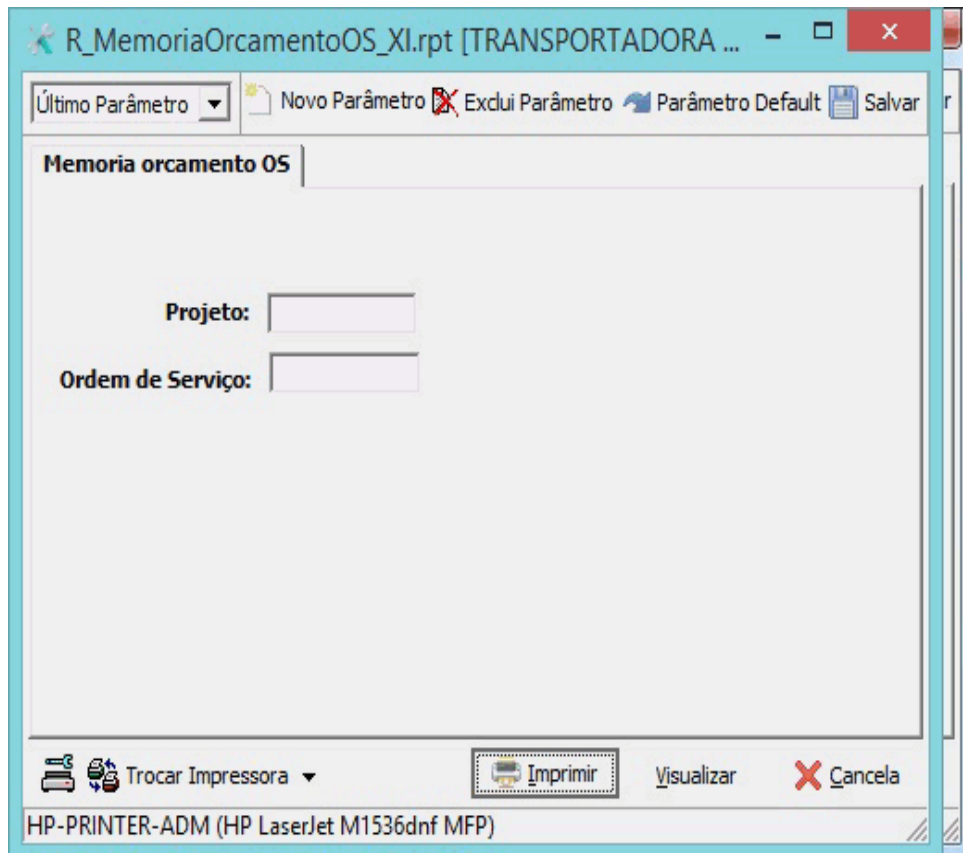 R_MemoriaOrcamentoOS_XI.rpt [TRANSPORTADORA ...
Último Parâmetro Novo Parâmetro Exclui Parâmetro Parâmetro Default Salvar r
Memoria orcamento OS
Projeto:
Ordem de Serviço:
Trocar Impressora Imprimir Visualizar Cancela
HP-PRINTER-ADM (HP LaserJet M1536dnf MFP)